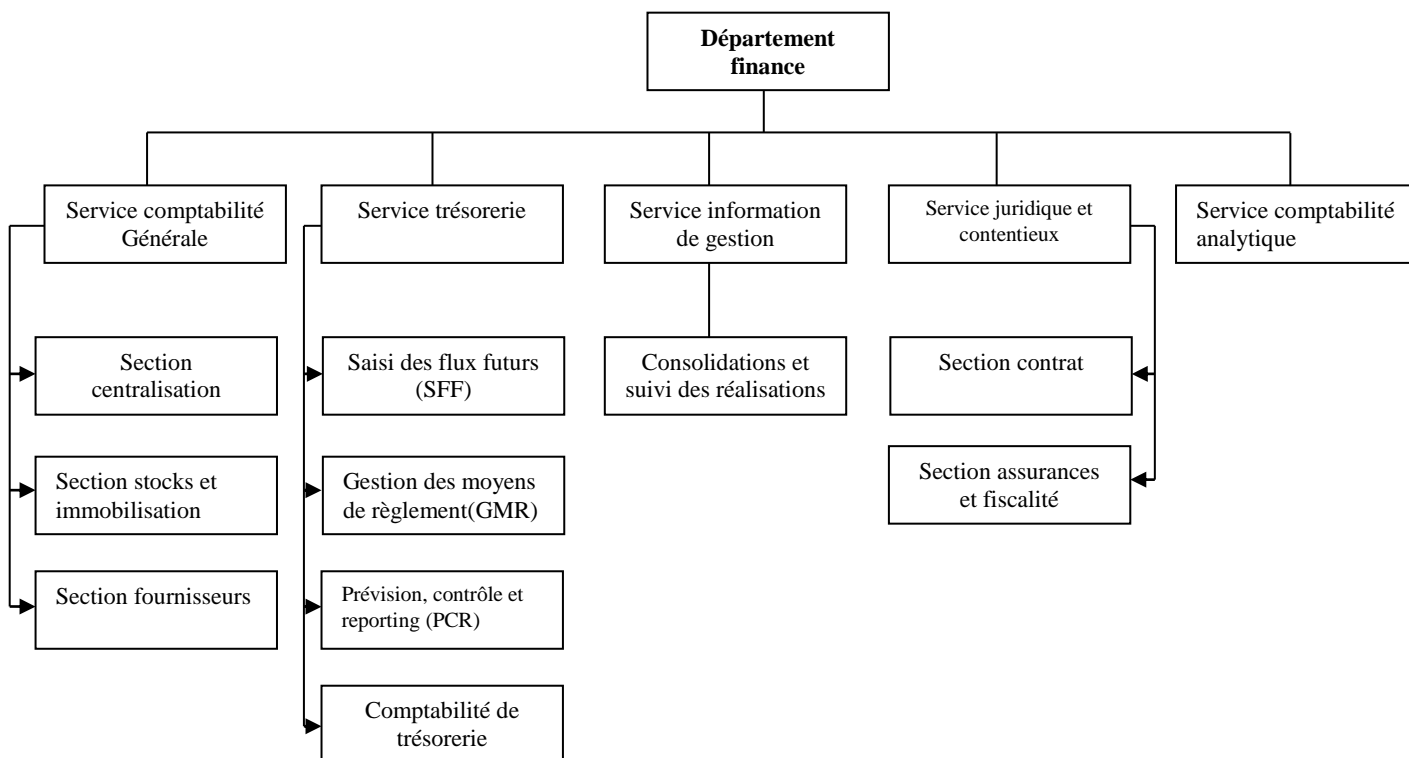 Département
finance
Service comptabilité
Générale
Service trésorerie
Service information
de gestion
Service juridique et
contentieux
Service comptabilité
analytique
Section
centralisation
Saisi des flux futurs
(SFF)
Consolidations et
suivi des réalisations
Section contrat
Section stocks et
immobilisation
Gestion des moyens
de règlement(GMR)
Section assurances
et fiscalité
Section fournisseurs
Prévision, contrôle et
reporting (PCR)
Comptabilité de
trésorerie